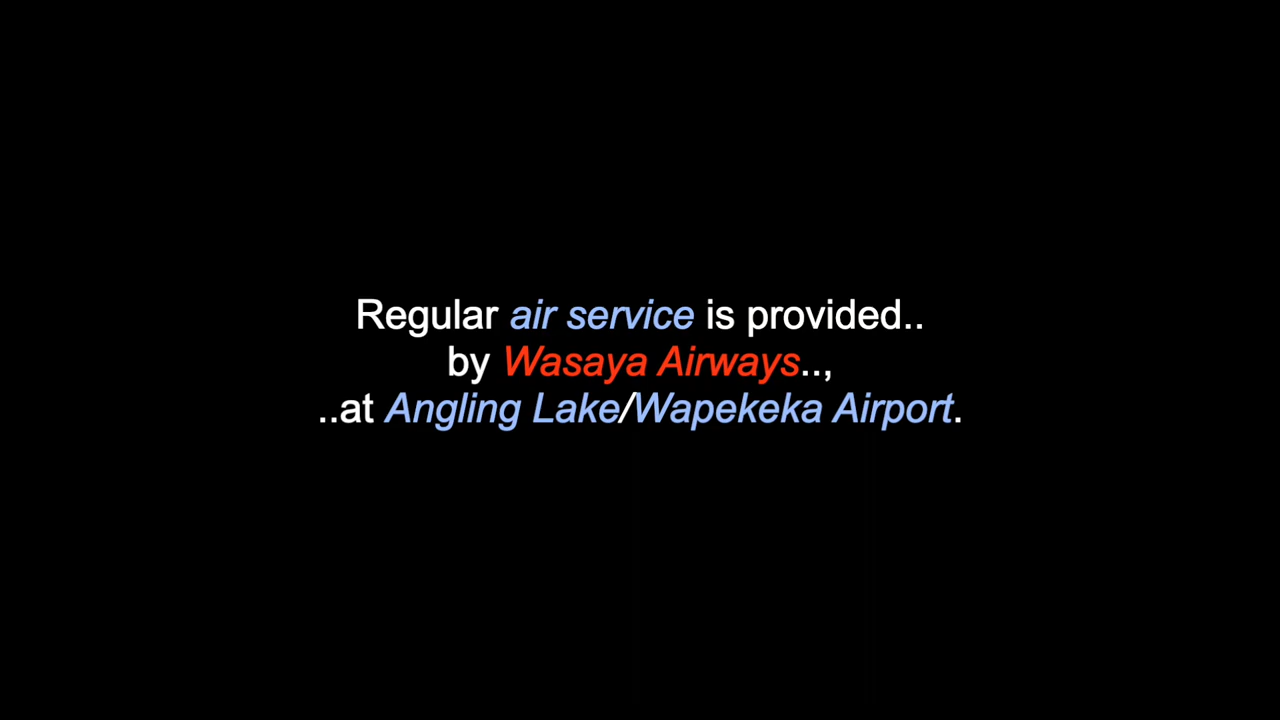 Regular air service is provided..
by Wasaya Airways..,
..at Angling Lake/Wapekeka Airport.